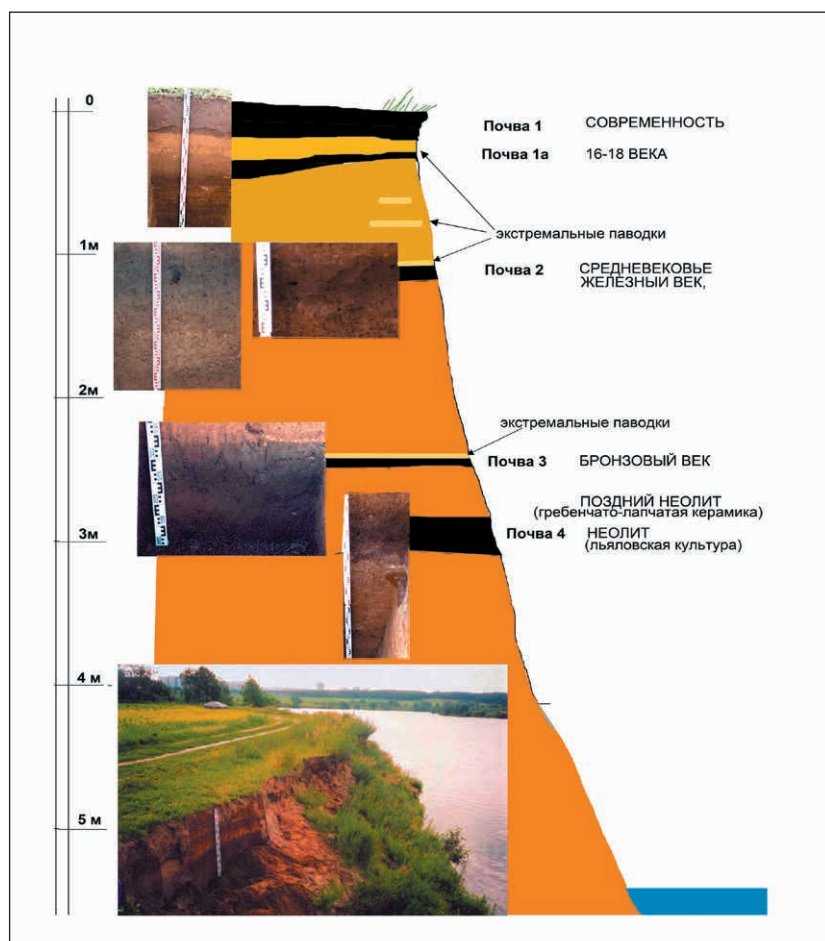 0
Почва 1 СОВРЕМЕННОСТЬ
Почва 1а 16-18 ВЕКА
экстремальные паводки
1м
Почва 2 СРЕДНЕВЕКОВЬЕ
ЖЕЛЕЗНЫЙ ВЕК,
2м
экстремальные паводки
Почва 3 БРОНЗОВЫЙ ВЕК
ПОЗДНИЙ НЕОЛИТ
(гребенчато-лапчатая керамика)
3м
Почва 4 НЕОЛИТ
(льяловская культура)
4 м
5 м